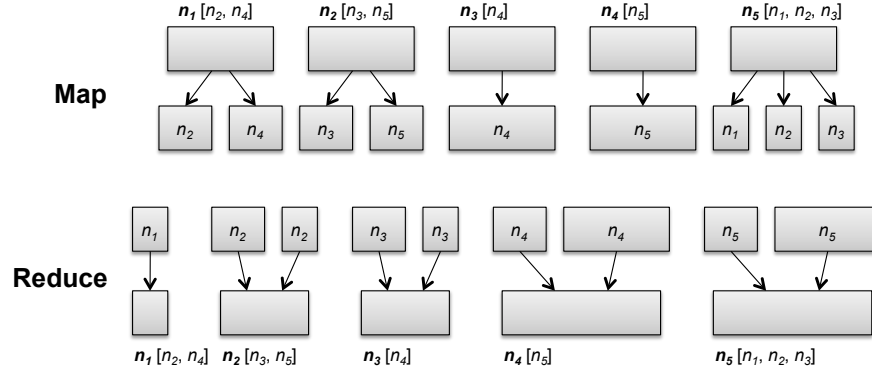 n1 [n2, n4] n2 [n3, n5] n3 [n4] n4 [n5] n5 [n1, n2, n3]
Map
n2 n4 n3 n5 n4 n5 n1 n2 n3
n1 n2 n2 n3 n3 n4 n4 n5 n5
Reduce
n1 [n2, n4] n2 [n3, n5] n3 [n4] n4 [n5] n5 [n1, n2, n3]